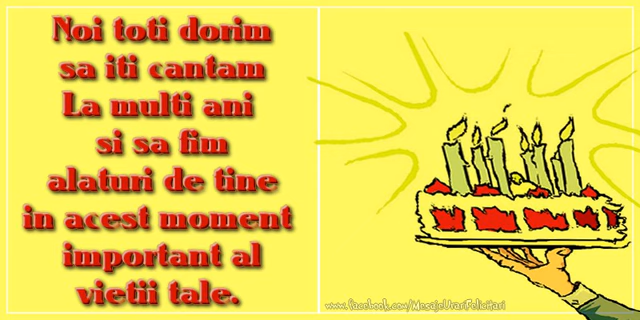 Noi toti dorim
sa iti cantam
La multi ani
si sa fim
alaturi de tine
in acest moment
important al
vietii tale.
www.facebook.com/MesajeUrariFelicitari